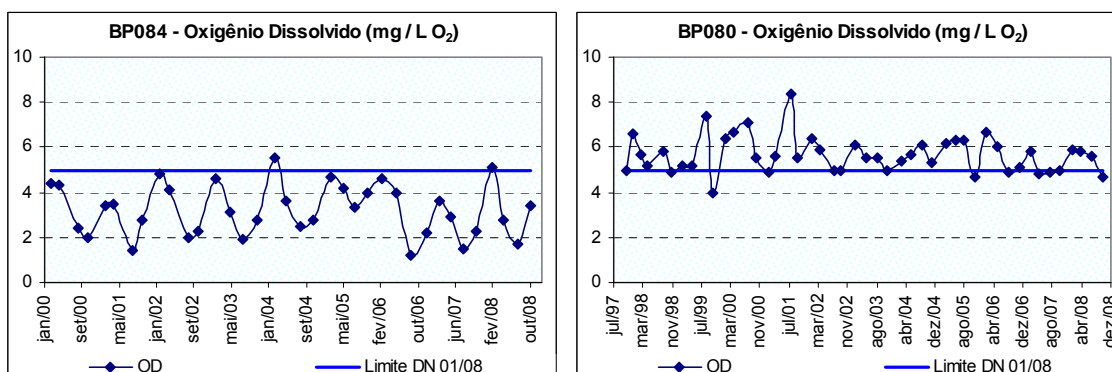 BP084 - Oxigênio Dissolvido (mg / L O₂)
10
8
6
4
2
0
jan/00
set/00
mai/01
jan/02
set/02
mai/03
jan/04
set/04
mai/05
fev/06
out/06
jun/07
fev/08
out/08
OD
Limite DN 01/08
BP080 - Oxigênio Dissolvido (mg / L O₂)
10
8
6
4
2
0
jul/97
mar/98
nov/98
jul/99
mar/00
nov/00
jul/01
mar/02
dez/02
ago/03
abr/04
dez/04
ago/05
abr/06
dez/06
ago/07
abr/08
dez/08
OD
Limite DN 01/08